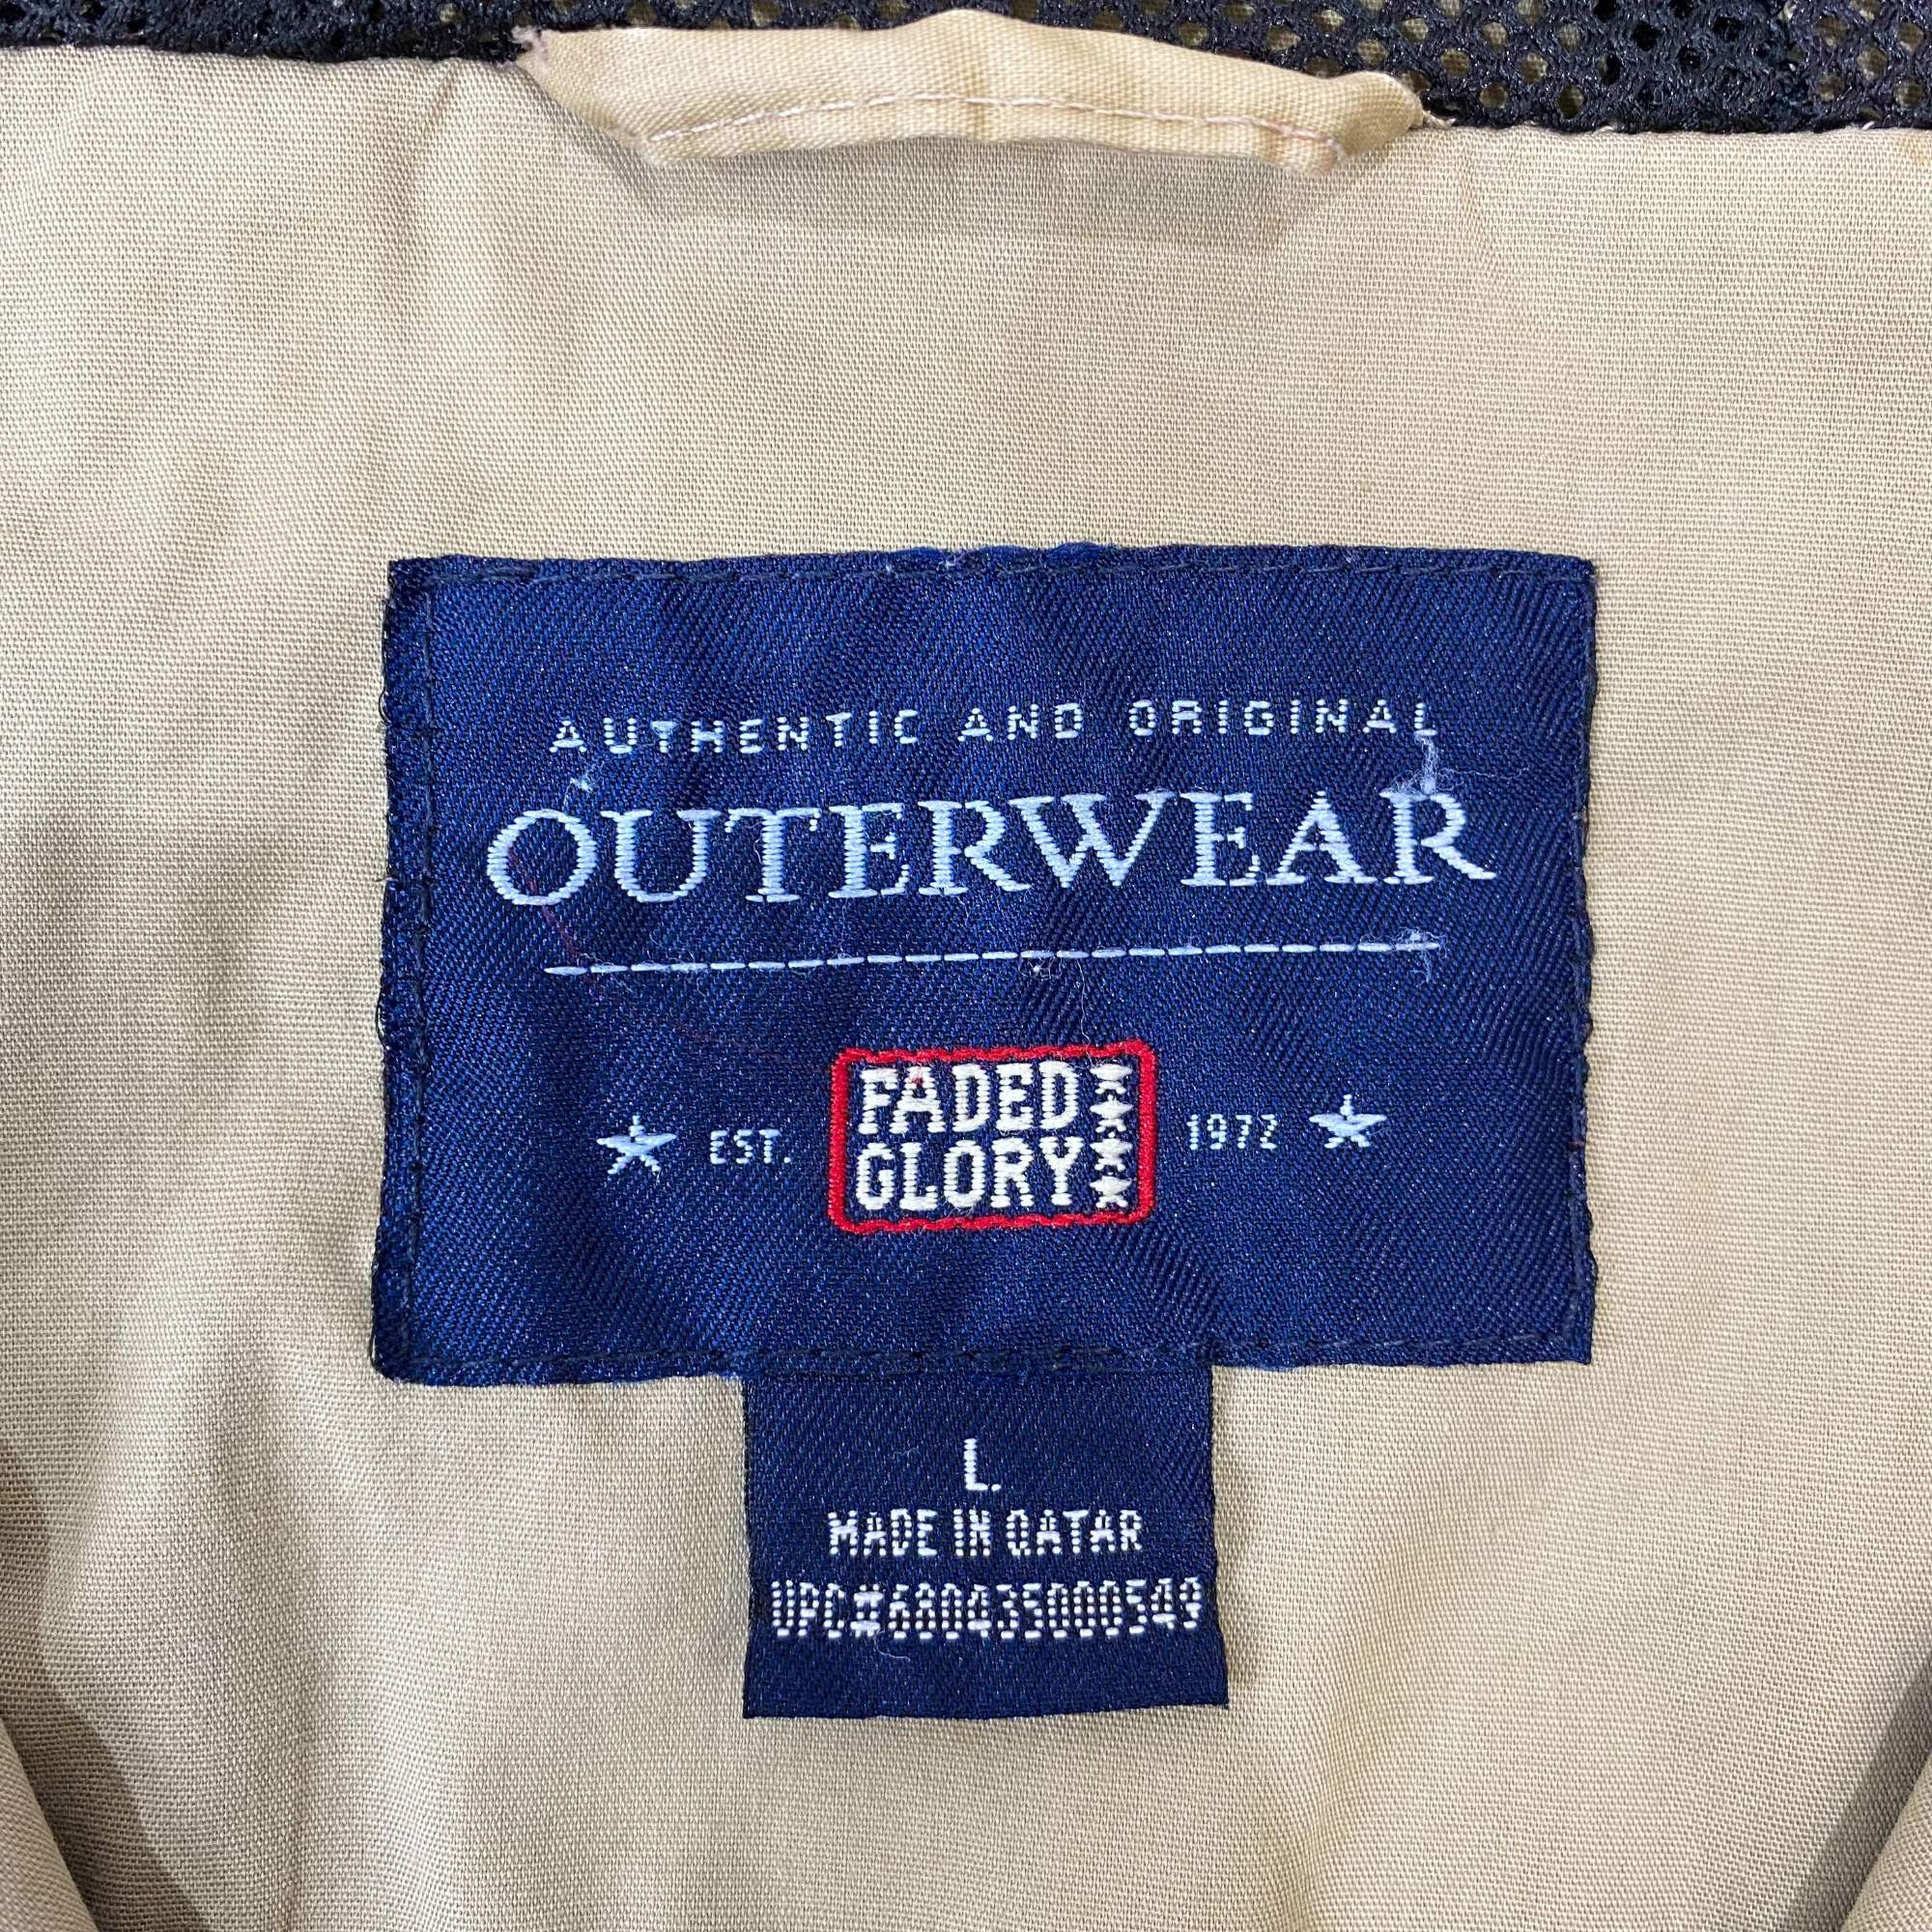 AUTHENTIC AND ORIGINAL
OUTERWEAR
EST. FADED GLORY 1972
L.
MADE IN QATAR
UPC#680435000549